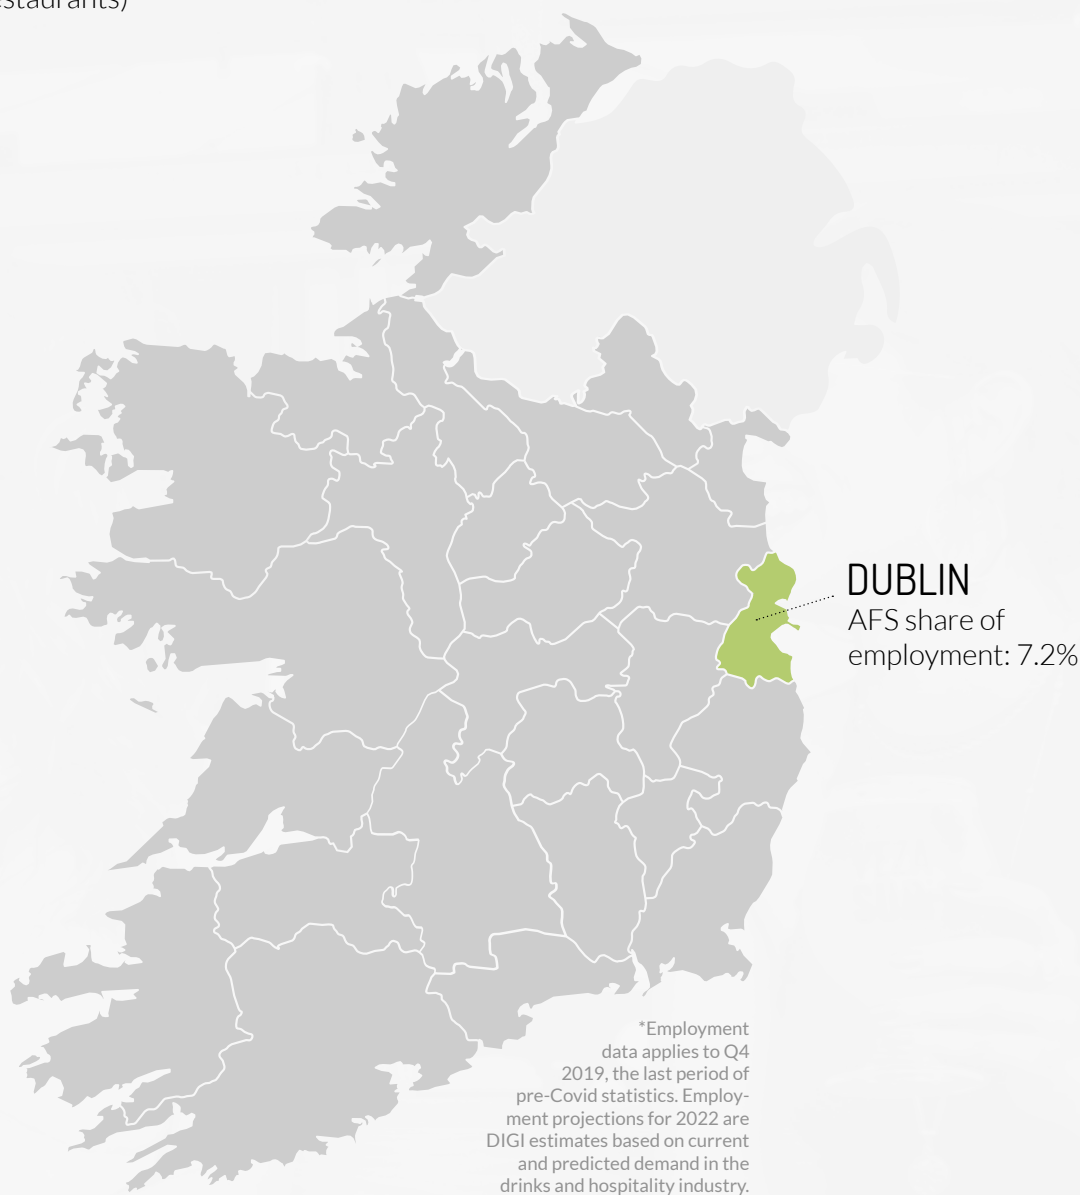 DUBLIN
AFS share of
employment: 7.2%
*Employment
data applies to Q4
2019, the last period of
pre-Covid statistics. Employ-
ment projections for 2022 are
DIGI estimates based on current
and predicted demand in the
drinks and hospitality industry.